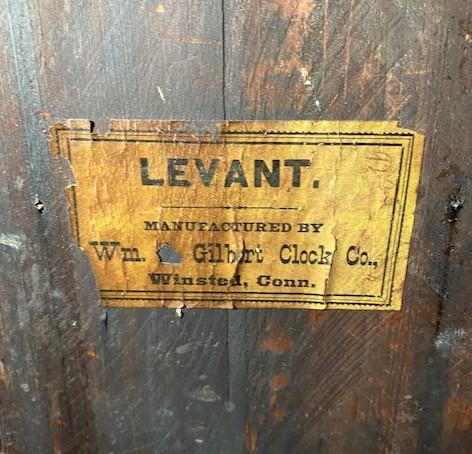 LEVANT.
MANUFACTURED BY
Wm. Gilbert Clock Co.,
Winsted, Conn.